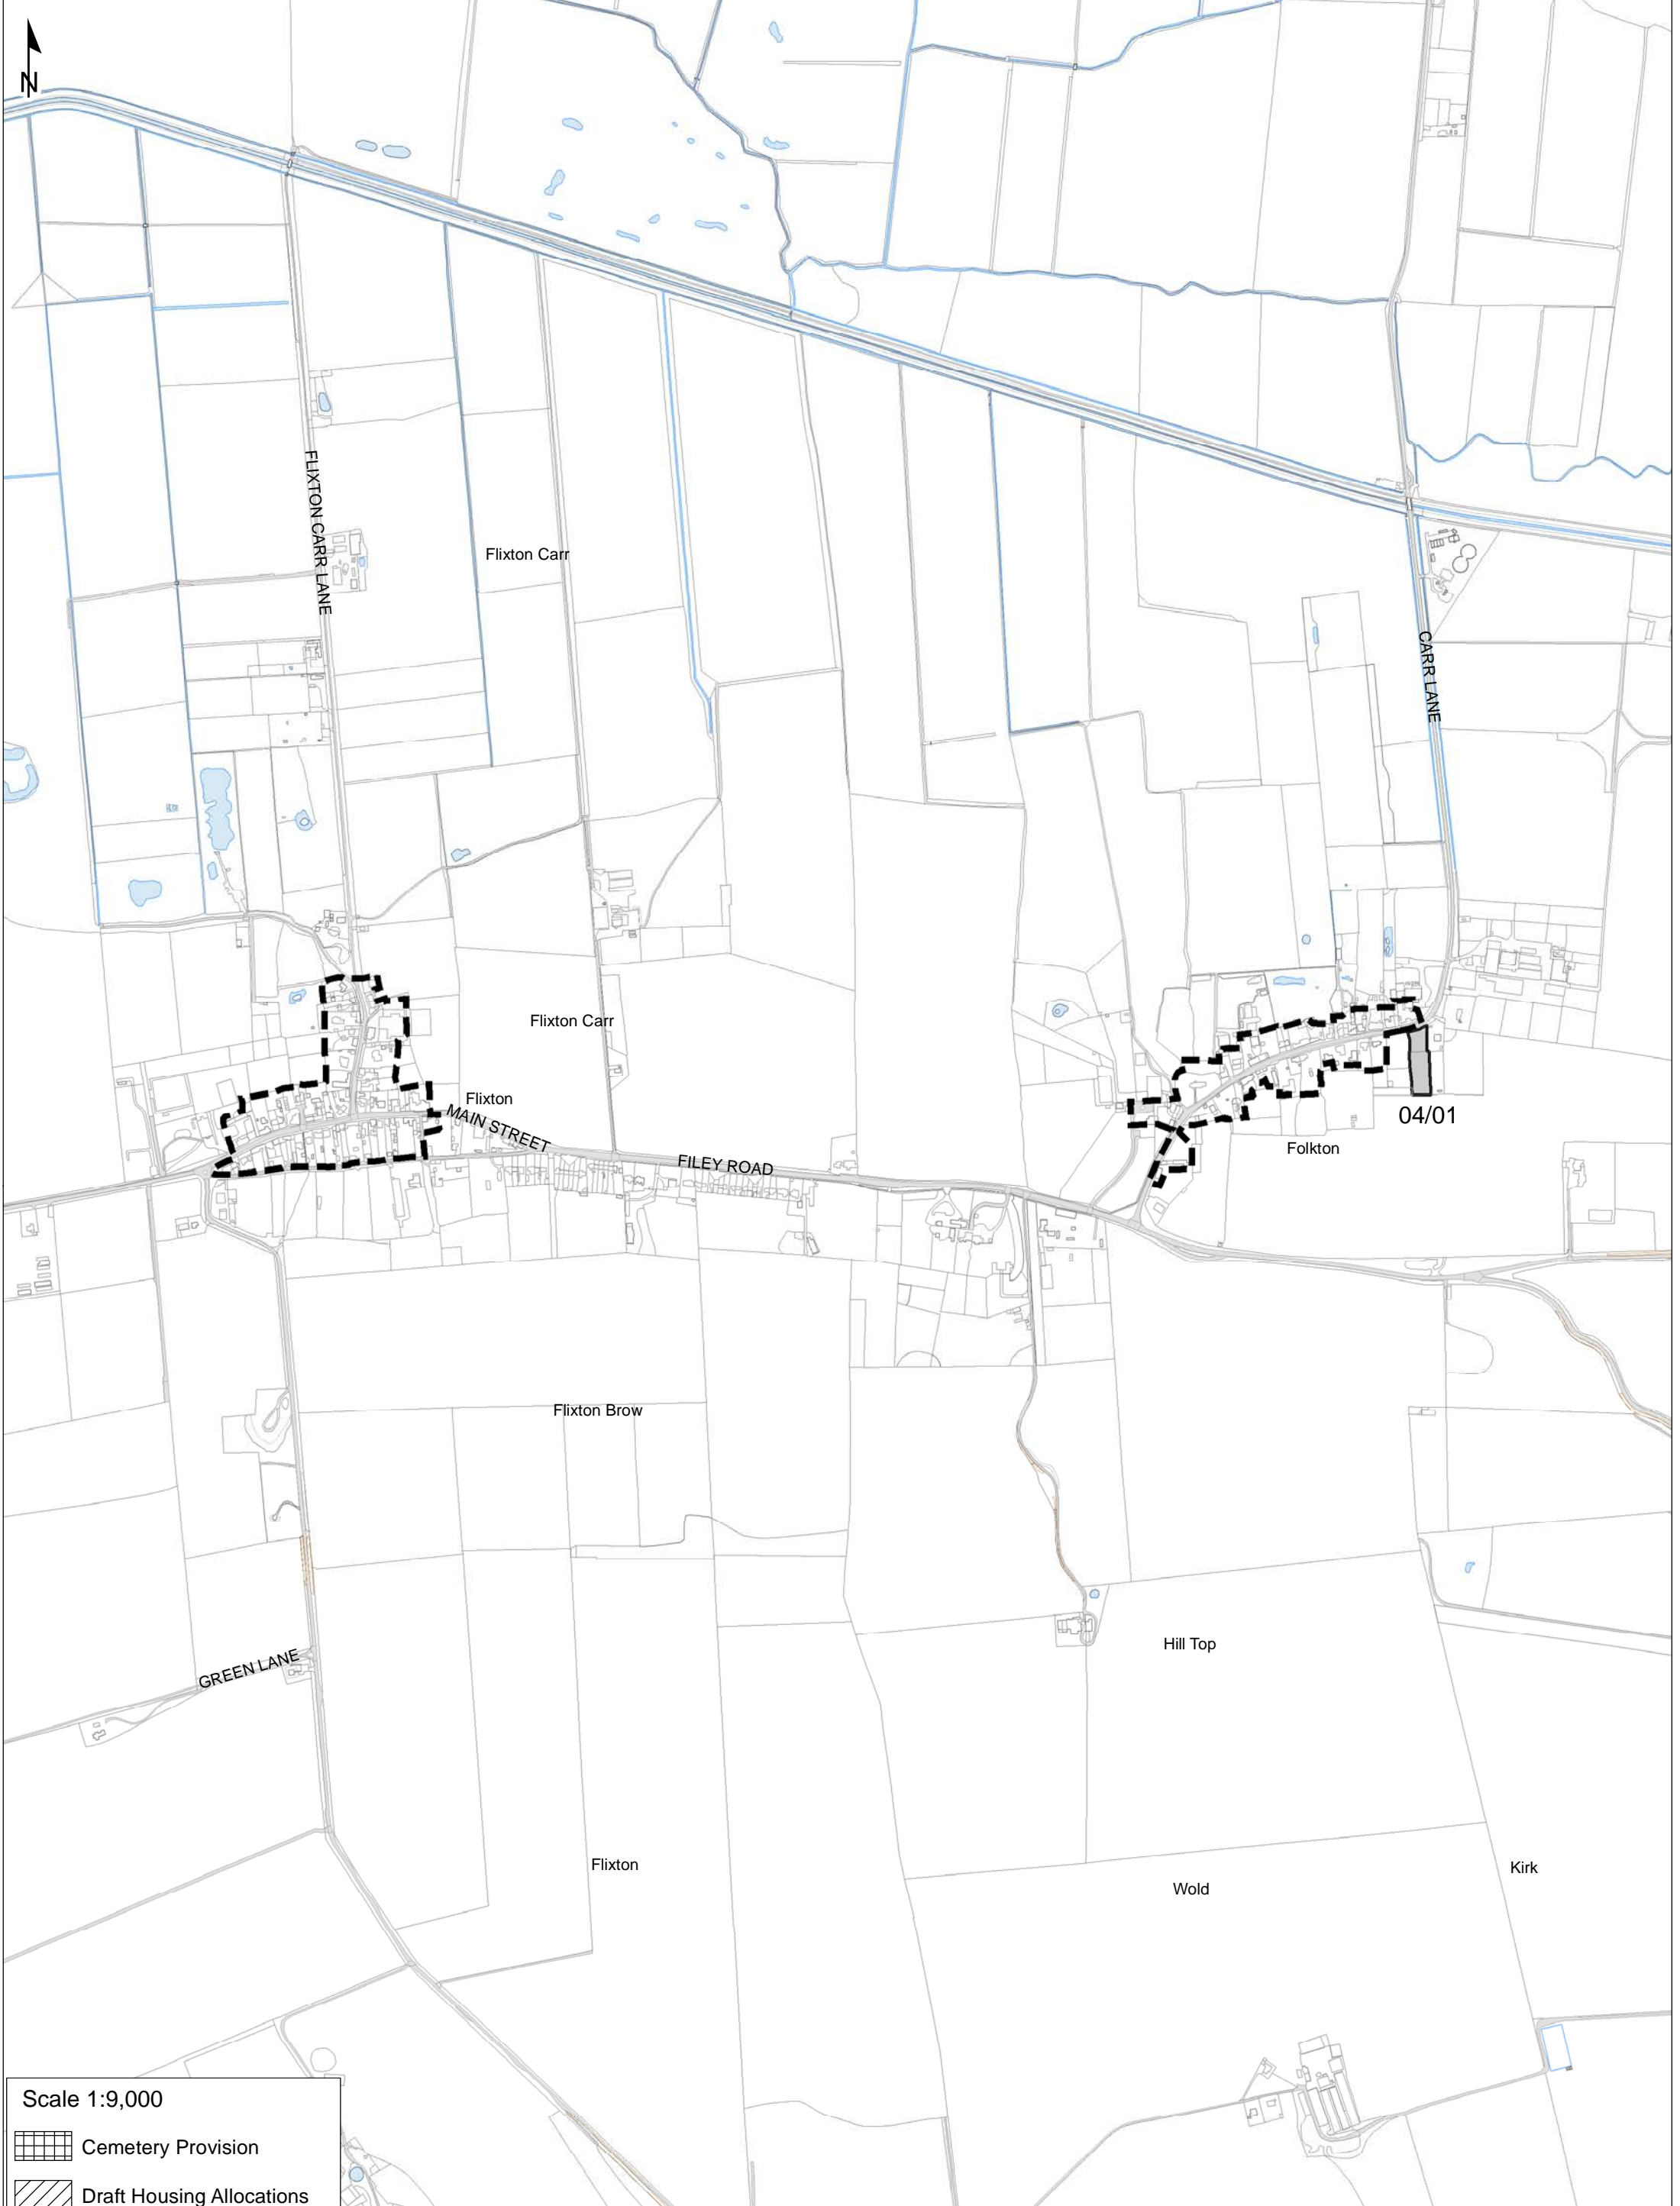 N
FLIXTON CARR LANE
Flixton Carr
CARR LANE
Flixton Carr
Flixton
MAIN STREET
04/01
Folkton
FILEY ROAD
Flixton Brow
Hill Top
GREEN LANE
Flixton
Kirk
Wold
Scale 1:9,000
Cemetery Provision
Draft Housing Allocations